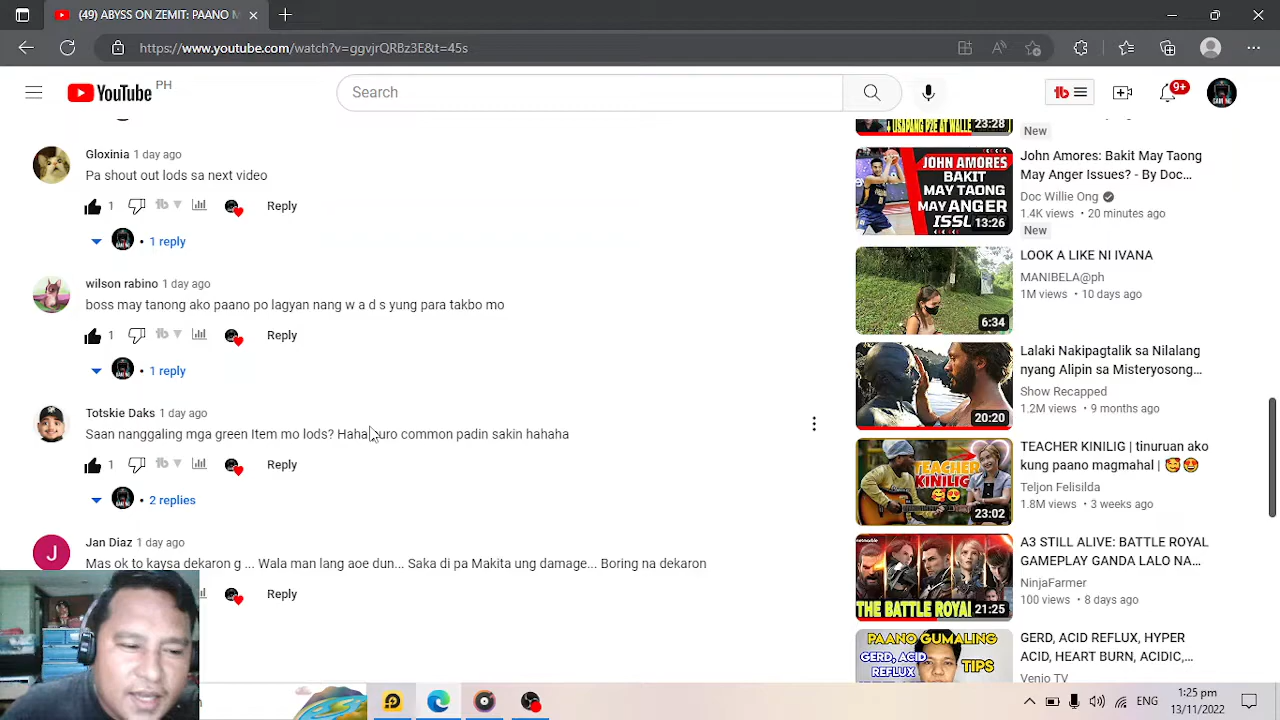 (49) ABYSS ON ZEMIT: PAANO M
https://www.youtube.com/watch?v=ggvjrQRBz3E&t=45s
YouTube
PH
Search
9+
Gloxinia 1 day ago
Pa shout out lods sa next video
1
Reply
1 reply
wilson rabino 1 day ago
boss may tanong ako paano po lagyan nang w a d s yung para takbo mo
1
Reply
1 reply
Totskie Daks 1 day ago
Saan nanggaling mga green Item mo lods? Haha puro common padin sakin hahaha
1
Reply
2 replies
Jan Diaz 1 day ago
Mas ok to kaysa dekaron g ... Wala man lang aoe dun... Saka di pa Makita ung damage... Boring na dekaron
Reply
23:28
New
JOHN AMORES:
BAKIT
MAY TAONG
MAY ANGER
ISSU
13:26
John Amores: Bakit May Taong
May Anger Issues? - By Doc...
Doc Willie Ong
1.4K views • 20 minutes ago
New
6:34
LOOK A LIKE NI IVANA
MANIBELA@ph
1M views • 10 days ago
20:20
Lalaki Nakipagtalik sa Nilalang
nyang Alipin sa Misteryosong...
Show Recapped
1.2M views • 9 months ago
TEACHER
KINILIG
23:02
TEACHER KINILIG | tinuruan ako
kung paano magmahal |
Teljon Felisilda
1.8M views • 3 weeks ago
THE BATTLE ROYAL
21:25
A3 STILL ALIVE: BATTLE ROYAL
GAMEPLAY GANDA LALO NA...
NinjaFarmer
100 views • 8 days ago
PAANO GUMALING
GERD, ACID
REFLUX
TIPS
GERD, ACID REFLUX, HYPER
ACID, HEART BURN, ACIDIC,...
Venio TV
ENG
1:25 pm
13/11/2022